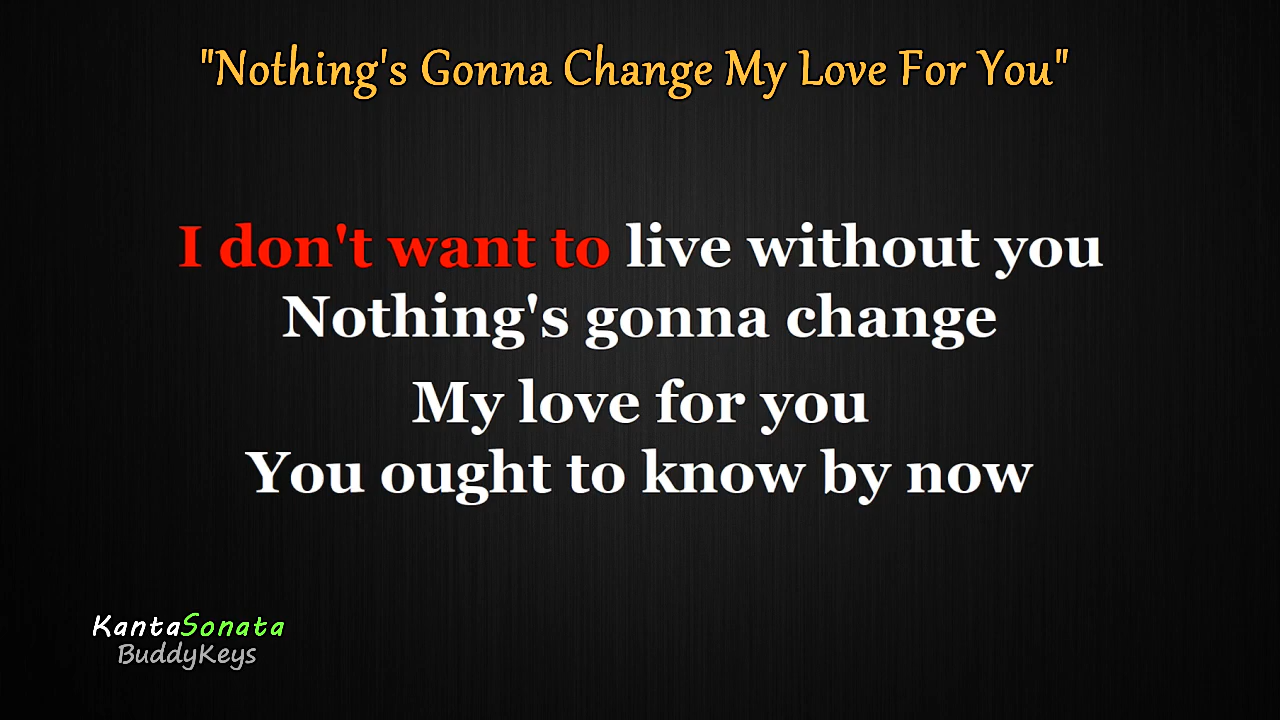 "Nothing's Gonna Change My Love For You"
I don't want to live without you
Nothing's gonna change
My love for you
You ought to know by now
KantaSonata
BuddyKeys